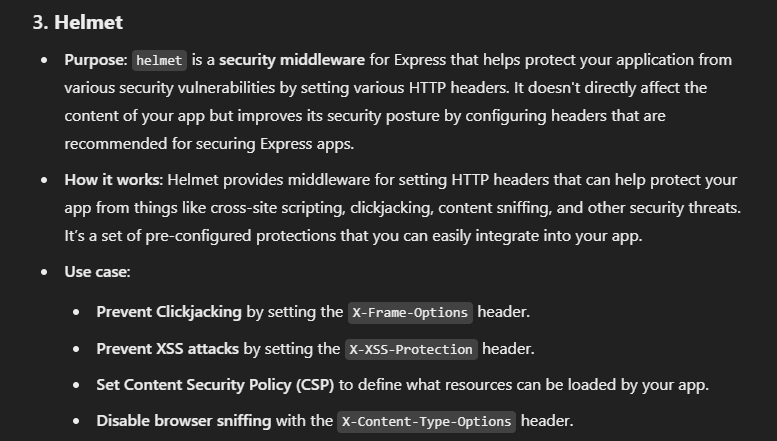 3. Helmet
• Purpose: helmet is a security middleware for Express that helps protect your application from
various security vulnerabilities by setting various HTTP headers. It doesn't directly affect the
content of your app but improves its security posture by configuring headers that are
recommended for securing Express apps.
• How it works: Helmet provides middleware for setting HTTP headers that can help protect your
app from things like cross-site scripting, clickjacking, content sniffing, and other security threats.
It’s a set of pre-configured protections that you can easily integrate into your app.
• Use case:
• Prevent Clickjacking by setting the X-Frame-Options header.
• Prevent XSS attacks by setting the X-XSS-Protection header.
• Set Content Security Policy (CSP) to define what resources can be loaded by your app.
• Disable browser sniffing with the X-Content-Type-Options header.